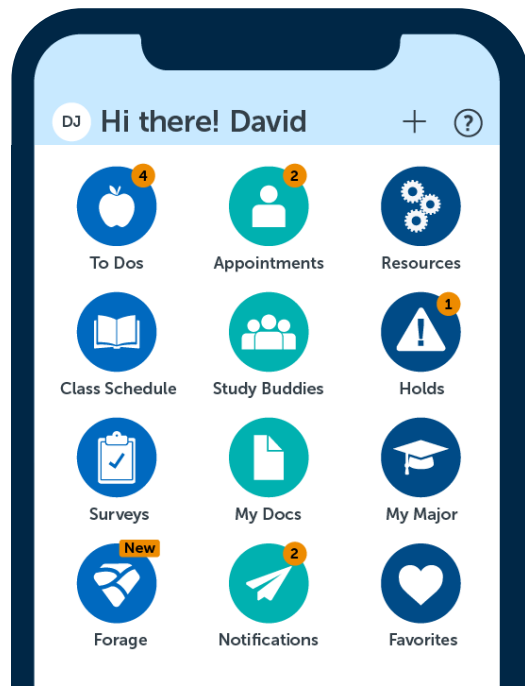 DJ Hi there! David + ?
4 2
To Dos Appointments Resources
1
Class Schedule Study Buddies Holds
Surveys My Docs My Major
New 2
Forage Notifications Favorites